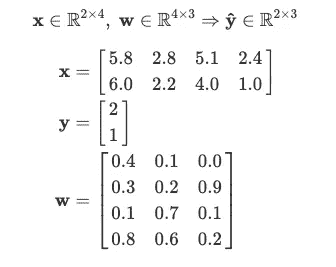 x ∈ ℝ^{2×4}, w ∈ ℝ^{4×3} ⇒ ŷ ∈ ℝ^{2×3}
x = [5.8 2.8 5.1 2.4
6.0 2.2 4.0 1.0]
y = [2
1]
w = [0.4 0.1 0.0
0.3 0.2 0.9
0.1 0.7 0.1
0.8 0.6 0.2]